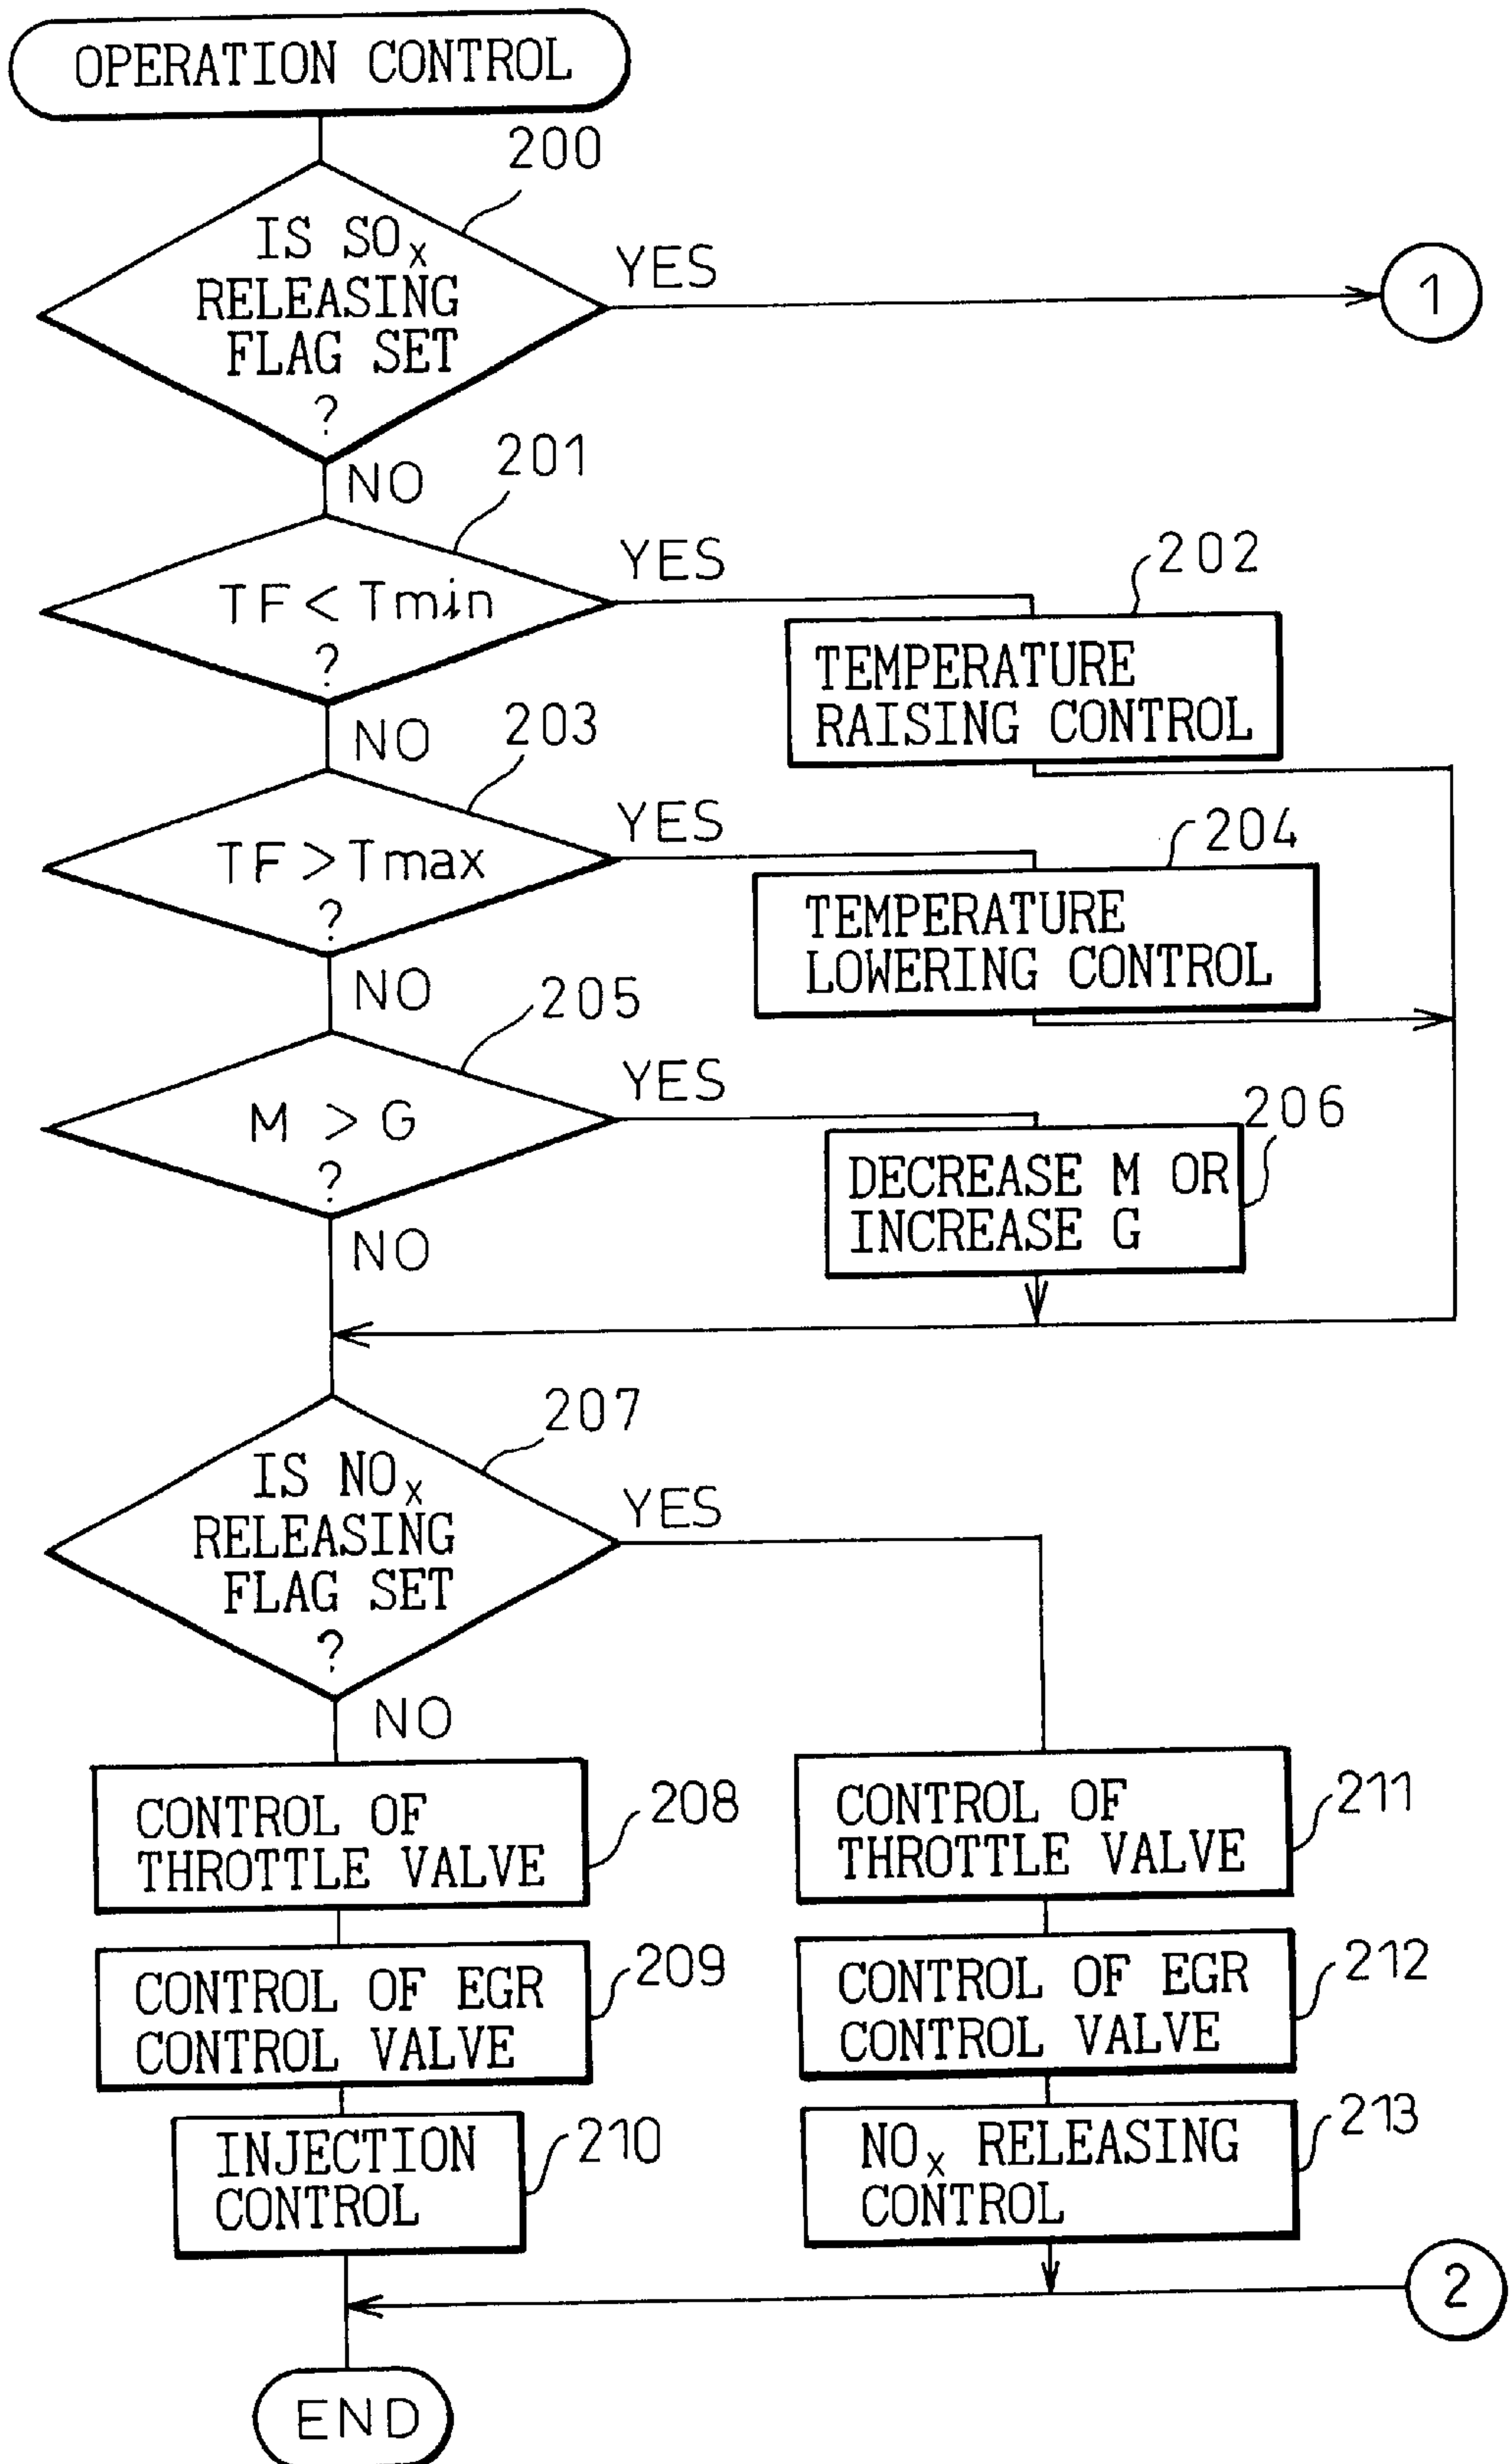 OPERATION CONTROL
200
IS SOₓ
RELEASING
FLAG SET
?
YES
1
NO
201
TF < Tmin
?
YES
202
TEMPERATURE
RAISING CONTROL
NO
203
TF > Tmax
?
YES
204
TEMPERATURE
LOWERING CONTROL
NO
205
M > G
?
YES
206
DECREASE M OR
INCREASE G
NO
207
IS NOₓ
RELEASING
FLAG SET
?
YES
NO
CONTROL OF
THROTTLE VALVE
208
CONTROL OF
THROTTLE VALVE
211
CONTROL OF EGR
CONTROL VALVE
209
CONTROL OF EGR
CONTROL VALVE
212
INJECTION
CONTROL
210
NOₓ RELEASING
CONTROL
213
2
END